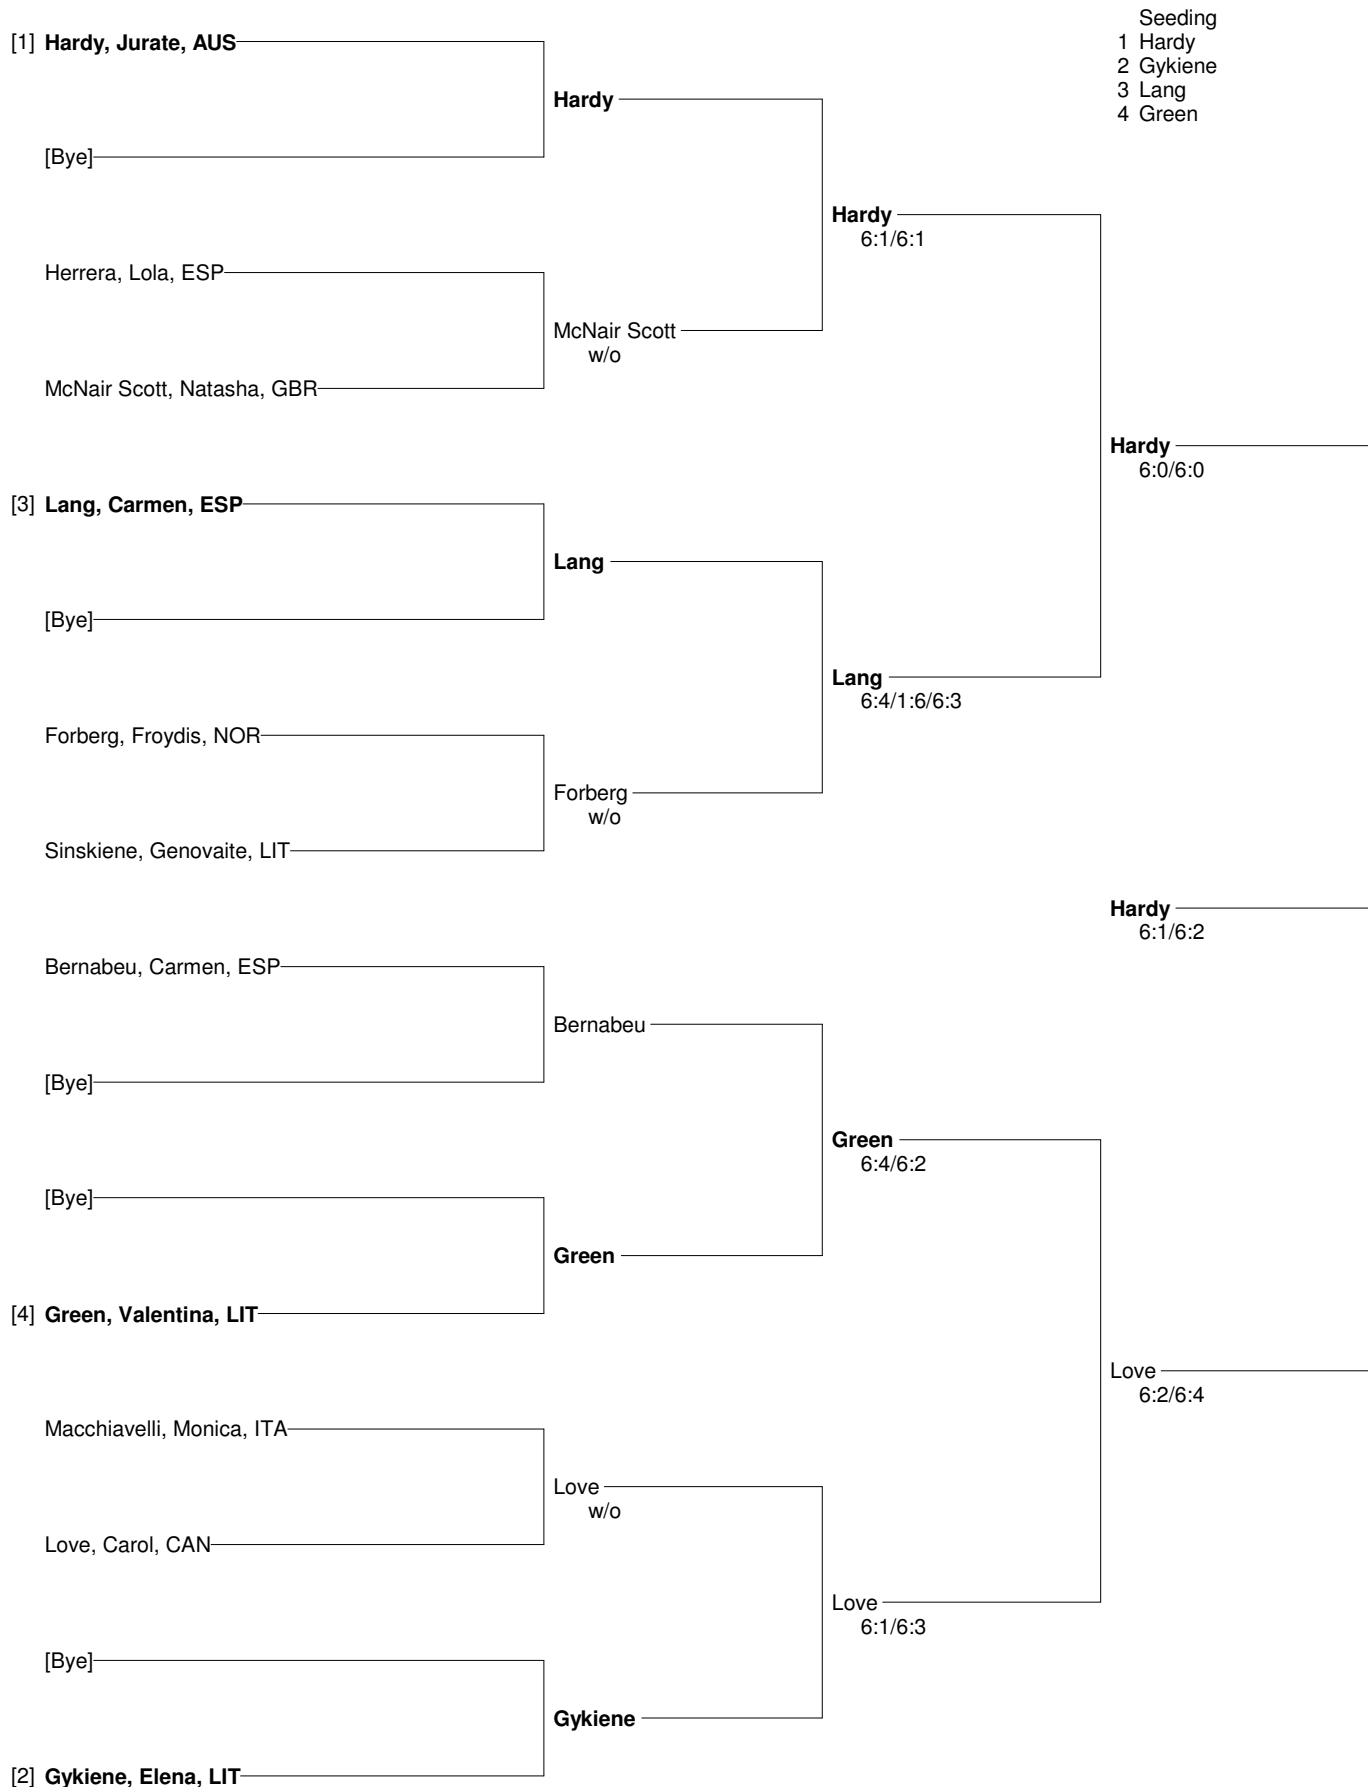 Seeding
1 Hardy
2 Gykiene
3 Lang
4 Green
[1] Hardy, Jurate, AUS
Hardy
[Bye]
Hardy
6:1/6:1
Herrera, Lola, ESP
McNair Scott
w/o
McNair Scott, Natasha, GBR
Hardy
6:0/6:0
[3] Lang, Carmen, ESP
Lang
[Bye]
Lang
6:4/1:6/6:3
Forberg, Froydis, NOR
Forberg
w/o
Sinskiene, Genovaite, LIT
Hardy
6:1/6:2
Bernabeu, Carmen, ESP
Bernabeu
[Bye]
Green
6:4/6:2
[Bye]
Green
[4] Green, Valentina, LIT
Love
6:2/6:4
Macchiavelli, Monica, ITA
Love
w/o
Love, Carol, CAN
Love
6:1/6:3
[Bye]
Gykiene
[2] Gykiene, Elena, LIT